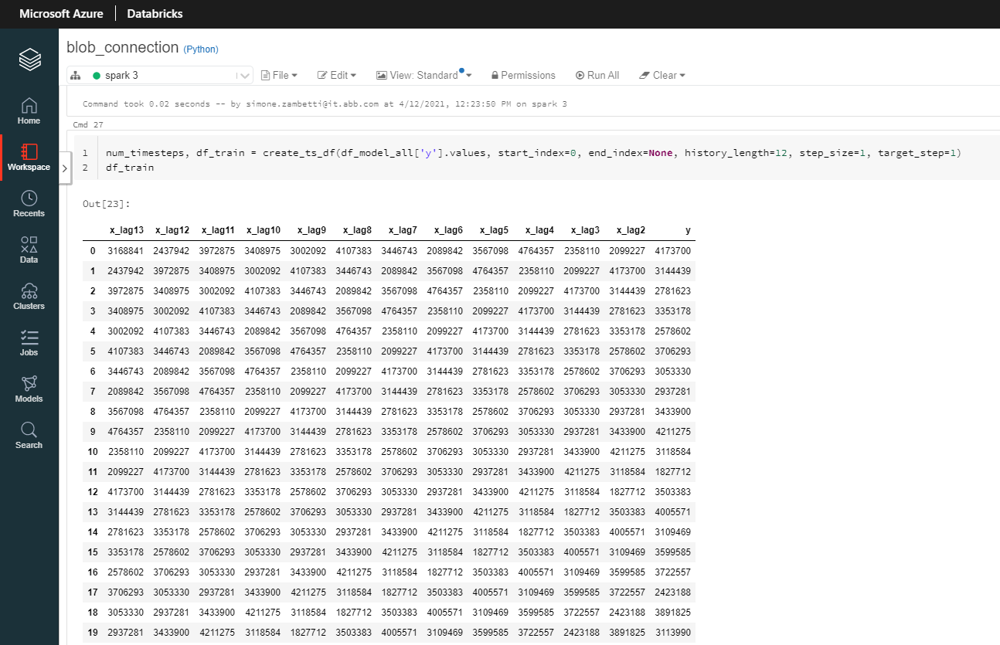 Microsoft Azure Databricks
blob_connection (Python)
spark 3 File Edit View: Standard Permissions Run All Clear
Home
Workspace
Recents
Data
Clusters
Jobs
Models
Search
Command took 0.02 seconds -- by simone.zambetti@it.abb.com at 4/12/2021, 12:23:50 PM on spark 3
Cmd 27
1 num_timesteps, df_train = create_ts_df(df_model_all['y'].values, start_index=0, end_index=None, history_length=12, step_size=1, target_step=1)
2 df_train
Out[23]:
x_lag13 x_lag12 x_lag11 x_lag10 x_lag9 x_lag8 x_lag7 x_lag6 x_lag5 x_lag4 x_lag3 x_lag2 y
0 3168841 2437942 3972875 3408975 3002092 4107383 3446743 2089842 3567098 4764357 2358110 2099227 4173700
1 2437942 3972875 3408975 3002092 4107383 3446743 2089842 3567098 4764357 2358110 2099227 4173700 3144439
2 3972875 3408975 3002092 4107383 3446743 2089842 3567098 4764357 2358110 2099227 4173700 3144439 2781623
3 3408975 3002092 4107383 3446743 2089842 3567098 4764357 2358110 2099227 4173700 3144439 2781623 3353178
4 3002092 4107383 3446743 2089842 3567098 4764357 2358110 2099227 4173700 3144439 2781623 3353178 2578602
5 4107383 3446743 2089842 3567098 4764357 2358110 2099227 4173700 3144439 2781623 3353178 2578602 3706293
6 3446743 2089842 3567098 4764357 2358110 2099227 4173700 3144439 2781623 3353178 2578602 3706293 3053330
7 2089842 3567098 4764357 2358110 2099227 4173700 3144439 2781623 3353178 2578602 3706293 3053330 2937281
8 3567098 4764357 2358110 2099227 4173700 3144439 2781623 3353178 2578602 3706293 3053330 2937281 3433900
9 4764357 2358110 2099227 4173700 3144439 2781623 3353178 2578602 3706293 3053330 2937281 3433900 4211275
10 2358110 2099227 4173700 3144439 2781623 3353178 2578602 3706293 3053330 2937281 3433900 4211275 3118584
11 2099227 4173700 3144439 2781623 3353178 2578602 3706293 3053330 2937281 3433900 4211275 3118584 1827712
12 4173700 3144439 2781623 3353178 2578602 3706293 3053330 2937281 3433900 4211275 3118584 1827712 3503383
13 3144439 2781623 3353178 2578602 3706293 3053330 2937281 3433900 4211275 3118584 1827712 3503383 4005571
14 2781623 3353178 2578602 3706293 3053330 2937281 3433900 4211275 3118584 1827712 3503383 4005571 3109469
15 3353178 2578602 3706293 3053330 2937281 3433900 4211275 3118584 1827712 3503383 4005571 3109469 3599585
16 2578602 3706293 3053330 2937281 3433900 4211275 3118584 1827712 3503383 4005571 3109469 3599585 3722557
17 3706293 3053330 2937281 3433900 4211275 3118584 1827712 3503383 4005571 3109469 3599585 3722557 2423188
18 3053330 2937281 3433900 4211275 3118584 1827712 3503383 4005571 3109469 3599585 3722557 2423188 3891825
19 2937281 3433900 4211275 3118584 1827712 3503383 4005571 3109469 3599585 3722557 2423188 3891825 3113990